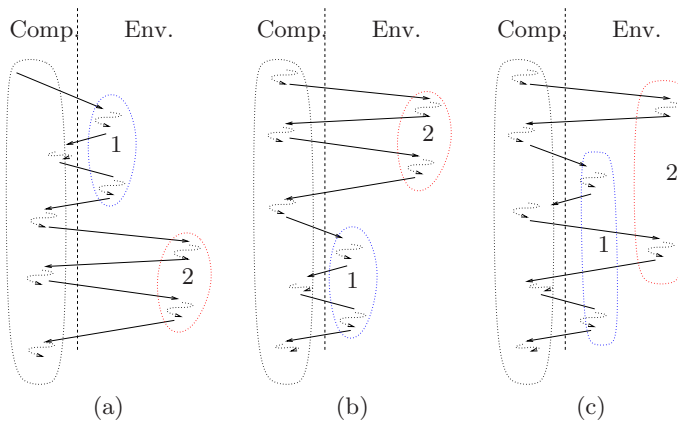 Comp. Env. Comp. Env. Comp. Env.
1 2 2
2 1 1
(a) (b) (c)